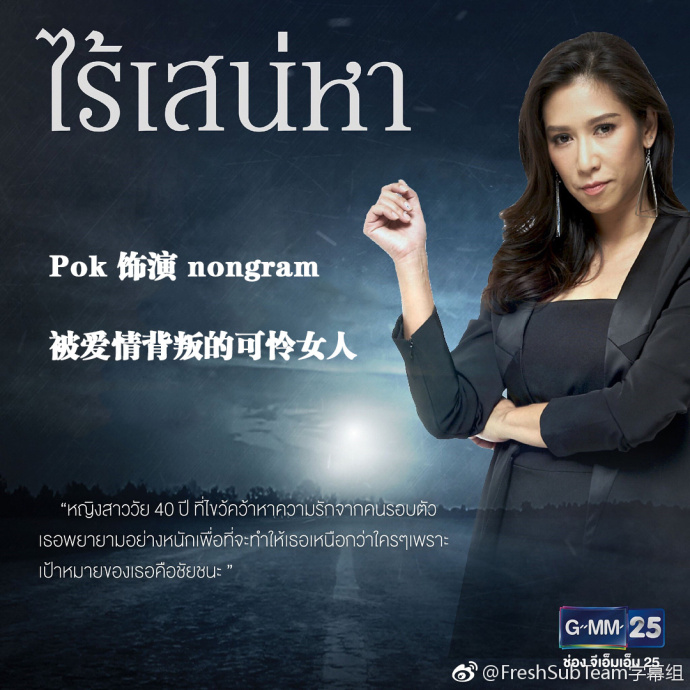 ไร้เสน่หา
Pok 饰演 nongram
被爱情背叛的可怜女人
“หญิงสาววัย 40 ปี ที่ไขว้คว้าหาความรักจากคนรอบตัว
เธอพยายามอย่างหนักเพื่อที่จะทำให้เธอเหนือกว่าใครๆเพราะ
เป้าหมายของเธอคือชัยชนะ ”
GMM 25
ช่อง จีเอ็มเอ็ม 25
@FreshSubTeam字幕组